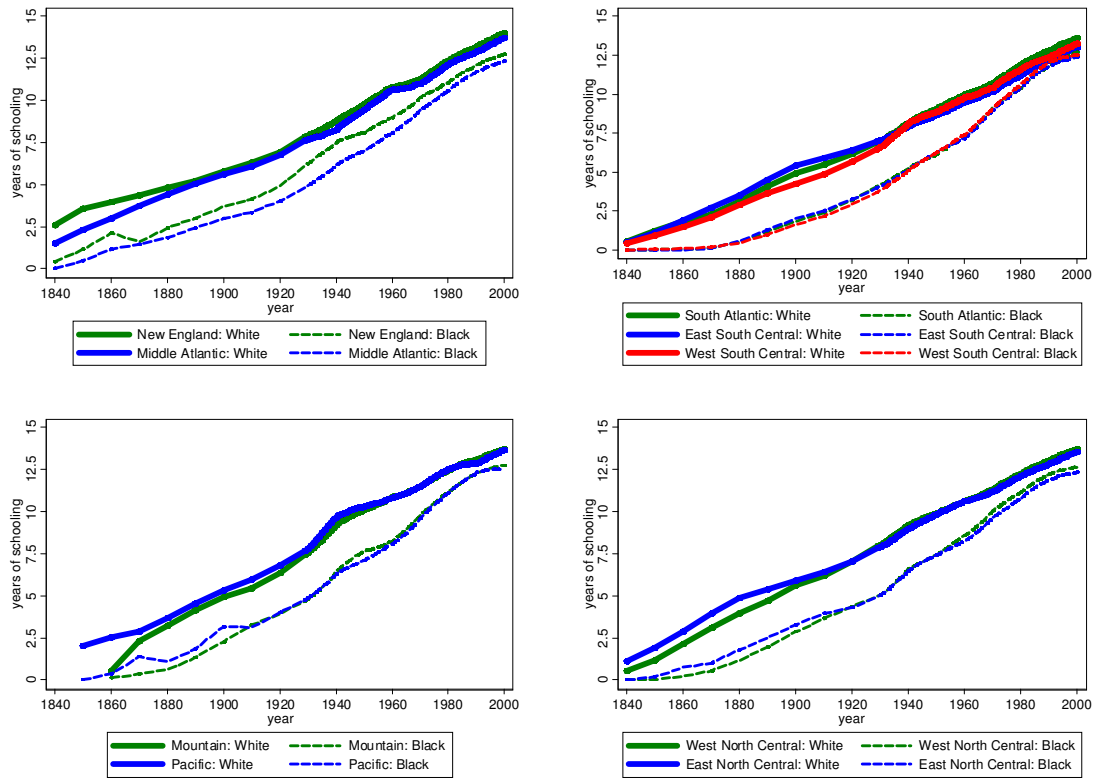 years of schooling
0 2.5 5 7.5 10 12.5 15
1840 1860 1880 1900 1920 1940 1960 1980 2000
year
New England: White New England: Black
Middle Atlantic: White Middle Atlantic: Black
years of schooling
0 2.5 5 7.5 10 12.5 15
1840 1860 1880 1900 1920 1940 1960 1980 2000
year
South Atlantic: White South Atlantic: Black
East South Central: White East South Central: Black
West South Central: White West South Central: Black
years of schooling
0 2.5 5 7.5 10 12.5 15
1840 1860 1880 1900 1920 1940 1960 1980 2000
year
Mountain: White Mountain: Black
Pacific: White Pacific: Black
years of schooling
0 2.5 5 7.5 10 12.5 15
1840 1860 1880 1900 1920 1940 1960 1980 2000
year
West North Central: White West North Central: Black
East North Central: White East North Central: Black